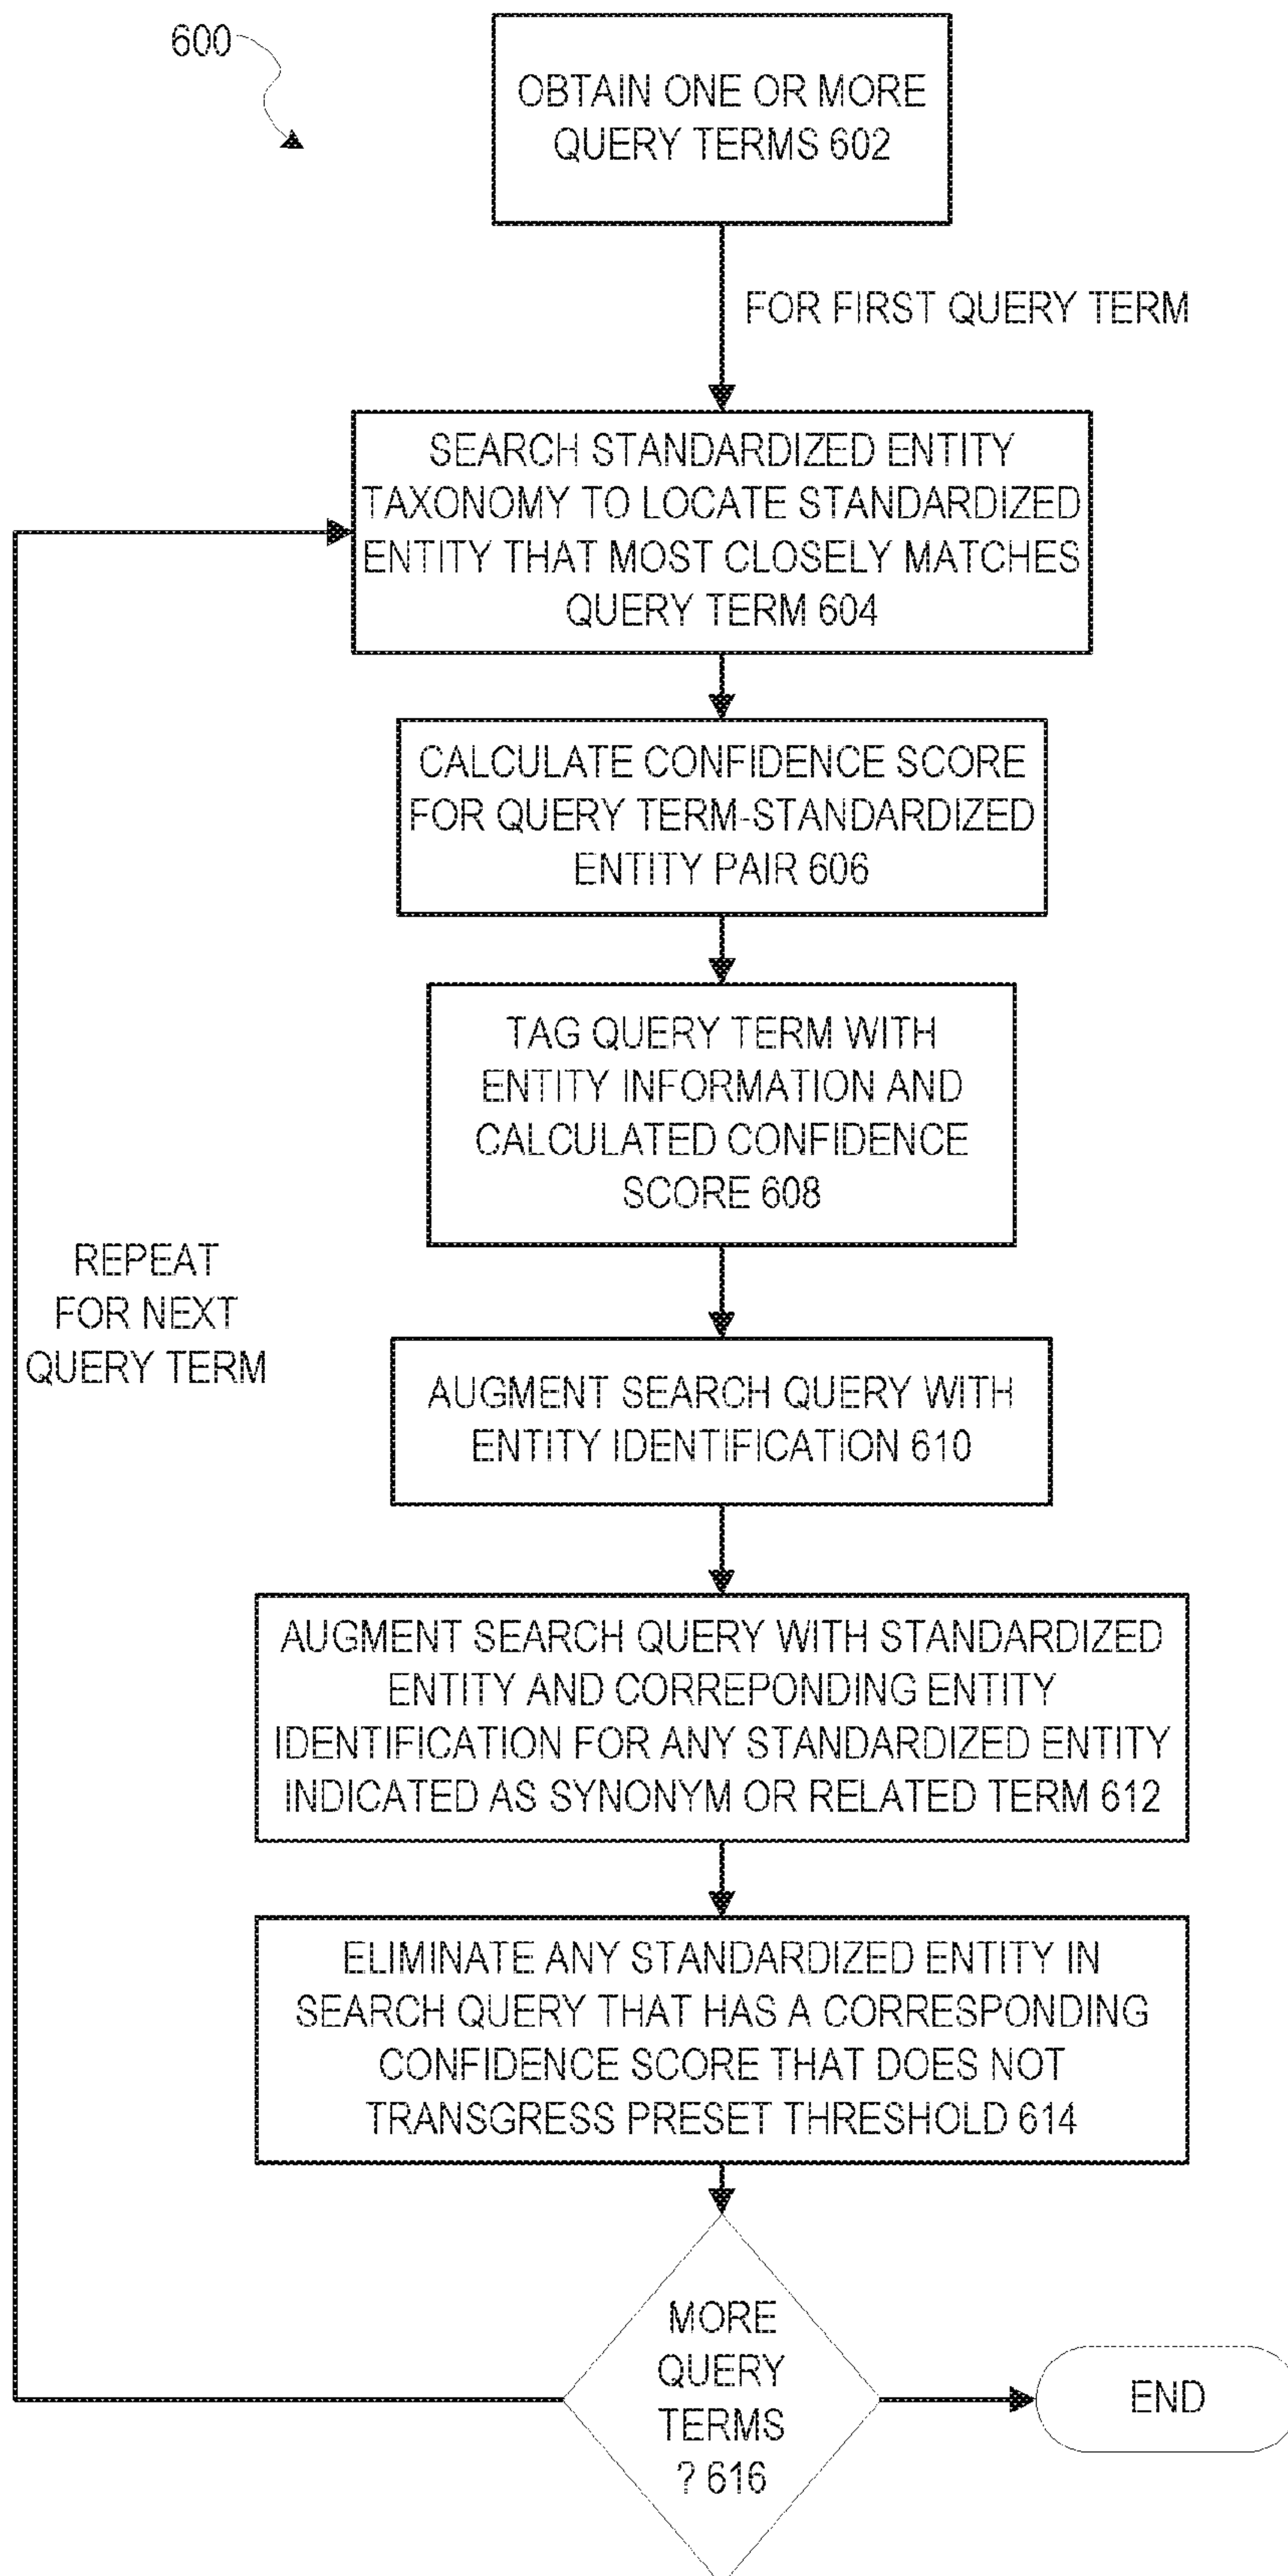 600
OBTAIN ONE OR MORE
QUERY TERMS 602
FOR FIRST QUERY TERM
SEARCH STANDARDIZED ENTITY
TAXONOMY TO LOCATE STANDARDIZED
ENTITY THAT MOST CLOSELY MATCHES
QUERY TERM 604
CALCULATE CONFIDENCE SCORE
FOR QUERY TERM-STANDARDIZED
ENTITY PAIR 606
TAG QUERY TERM WITH
ENTITY INFORMATION AND
CALCULATED CONFIDENCE
SCORE 608
REPEAT
FOR NEXT
QUERY TERM
AUGMENT SEARCH QUERY WITH
ENTITY IDENTIFICATION 610
AUGMENT SEARCH QUERY WITH STANDARDIZED
ENTITY AND CORREPONDING ENTITY
IDENTIFICATION FOR ANY STANDARDIZED ENTITY
INDICATED AS SYNONYM OR RELATED TERM 612
ELIMINATE ANY STANDARDIZED ENTITY IN
SEARCH QUERY THAT HAS A CORRESPONDING
CONFIDENCE SCORE THAT DOES NOT
TRANSGRESS PRESET THRESHOLD 614
MORE
QUERY
TERMS
? 616
END